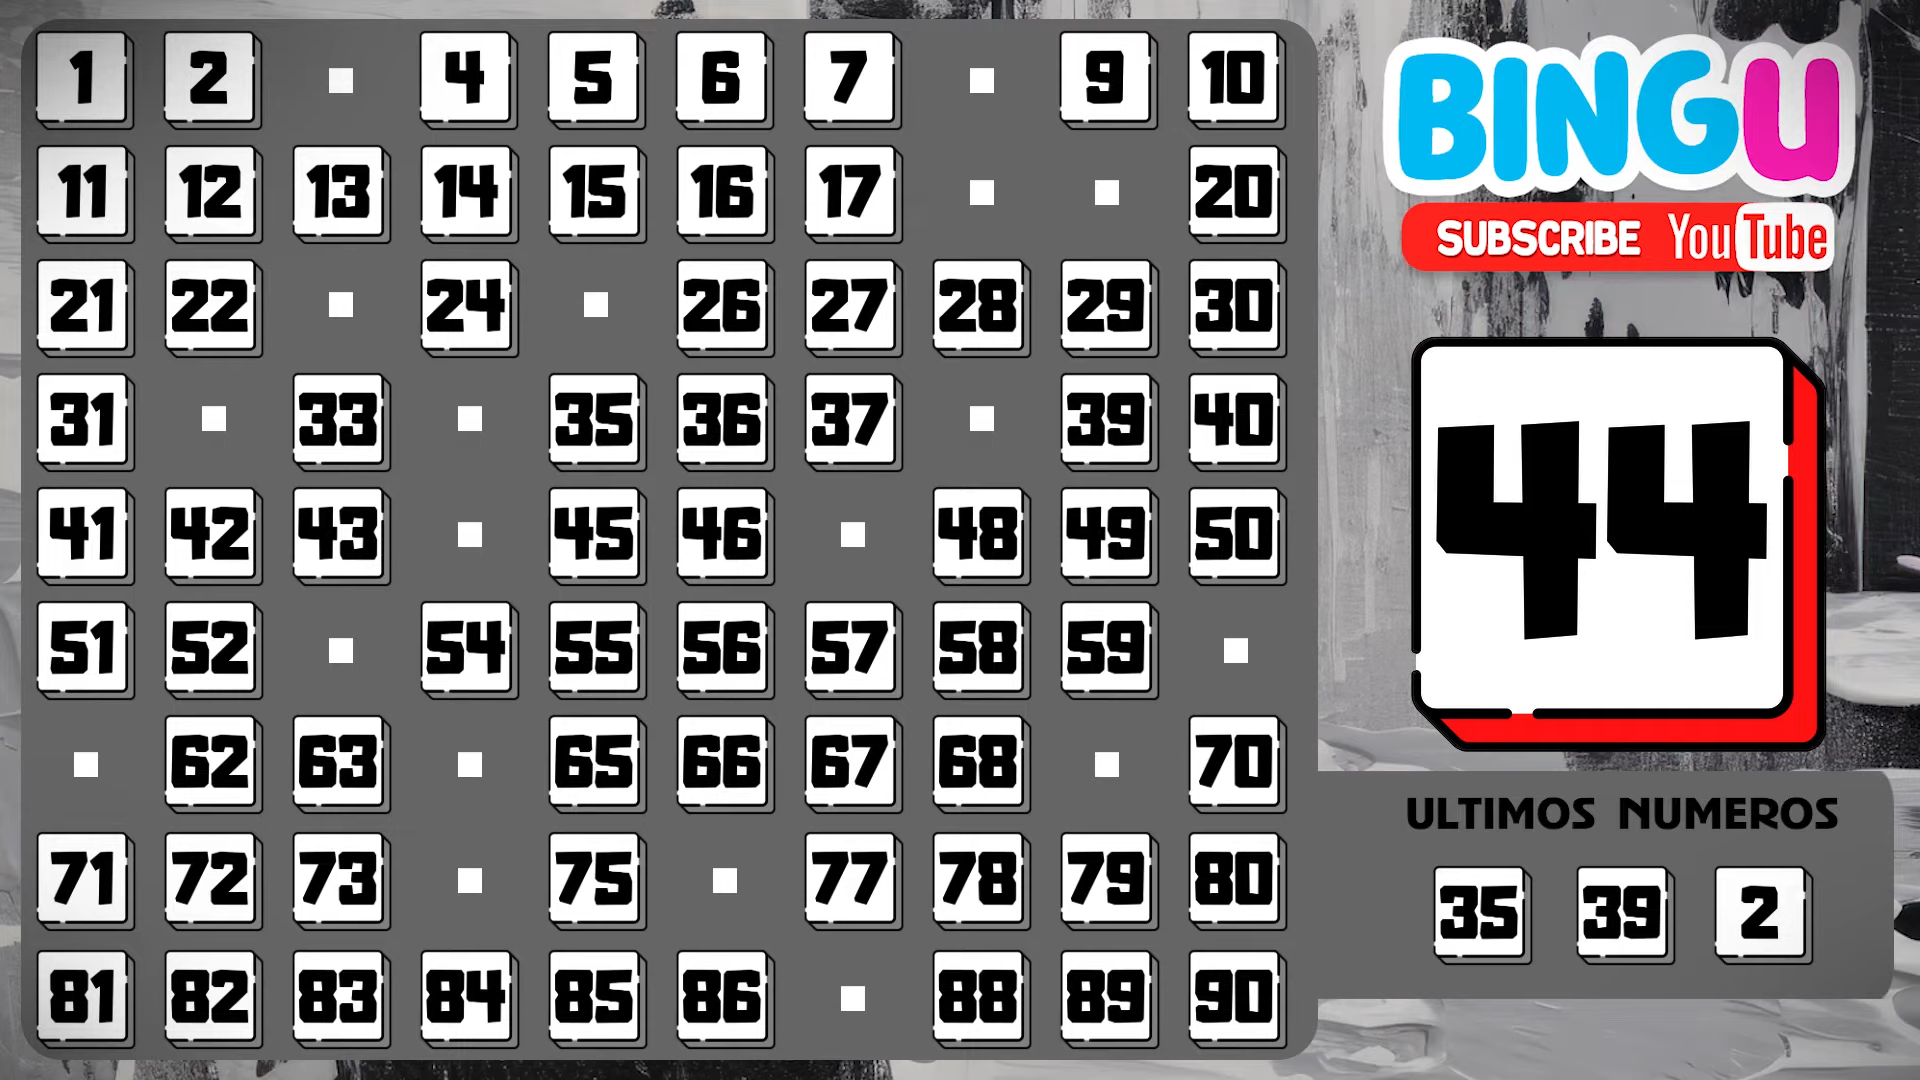 1 2 4 5 6 7 9 10
11 12 13 14 15 16 17 20
21 22 24 26 27 28 29 30
31 33 35 36 37 39 40
41 42 43 45 46 48 49 50
51 52 54 55 56 57 58 59
62 63 65 66 67 68 70
71 72 73 75 77 78 79 80
81 82 83 84 85 86 88 89 90
BINGU
SUBSCRIBE YouTube
44
ULTIMOS NUMEROS
35 39 2